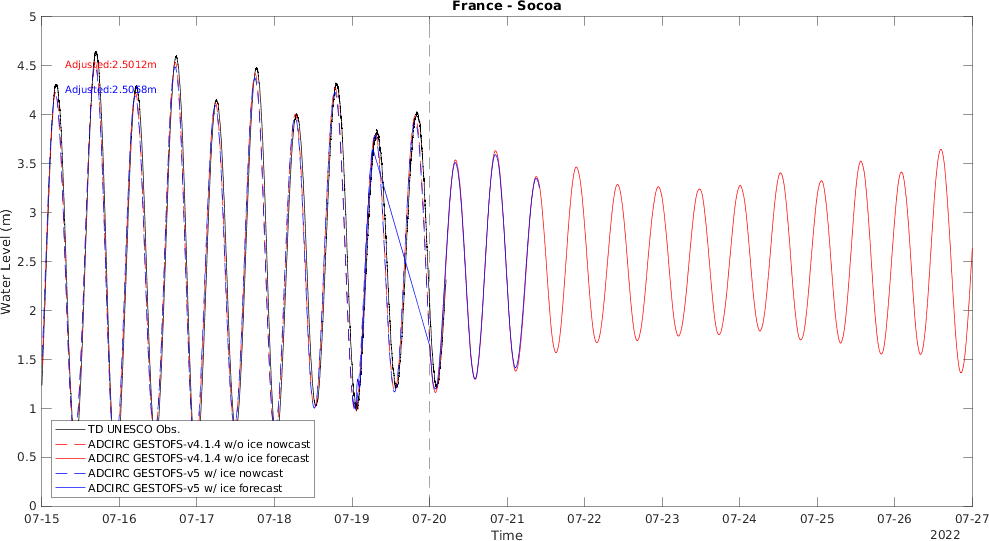 France - Socoa
5
4.5
4
3.5
3
2.5
2
1.5
1
0.5
0
Water Level (m)
Adjusted:2.5012m
Adjusted:2.5068m
TD UNESCO Obs.
ADCIRC GESTOFS-v4.1.4 w/o ice nowcast
ADCIRC GESTOFS-v4.1.4 w/o ice forecast
ADCIRC GESTOFS-v5 w/ ice nowcast
ADCIRC GESTOFS-v5 w/ ice forecast
07-15 07-16 07-17 07-18 07-19 07-20 07-21 07-22 07-23 07-24 07-25 07-26 07-27
Time
2022